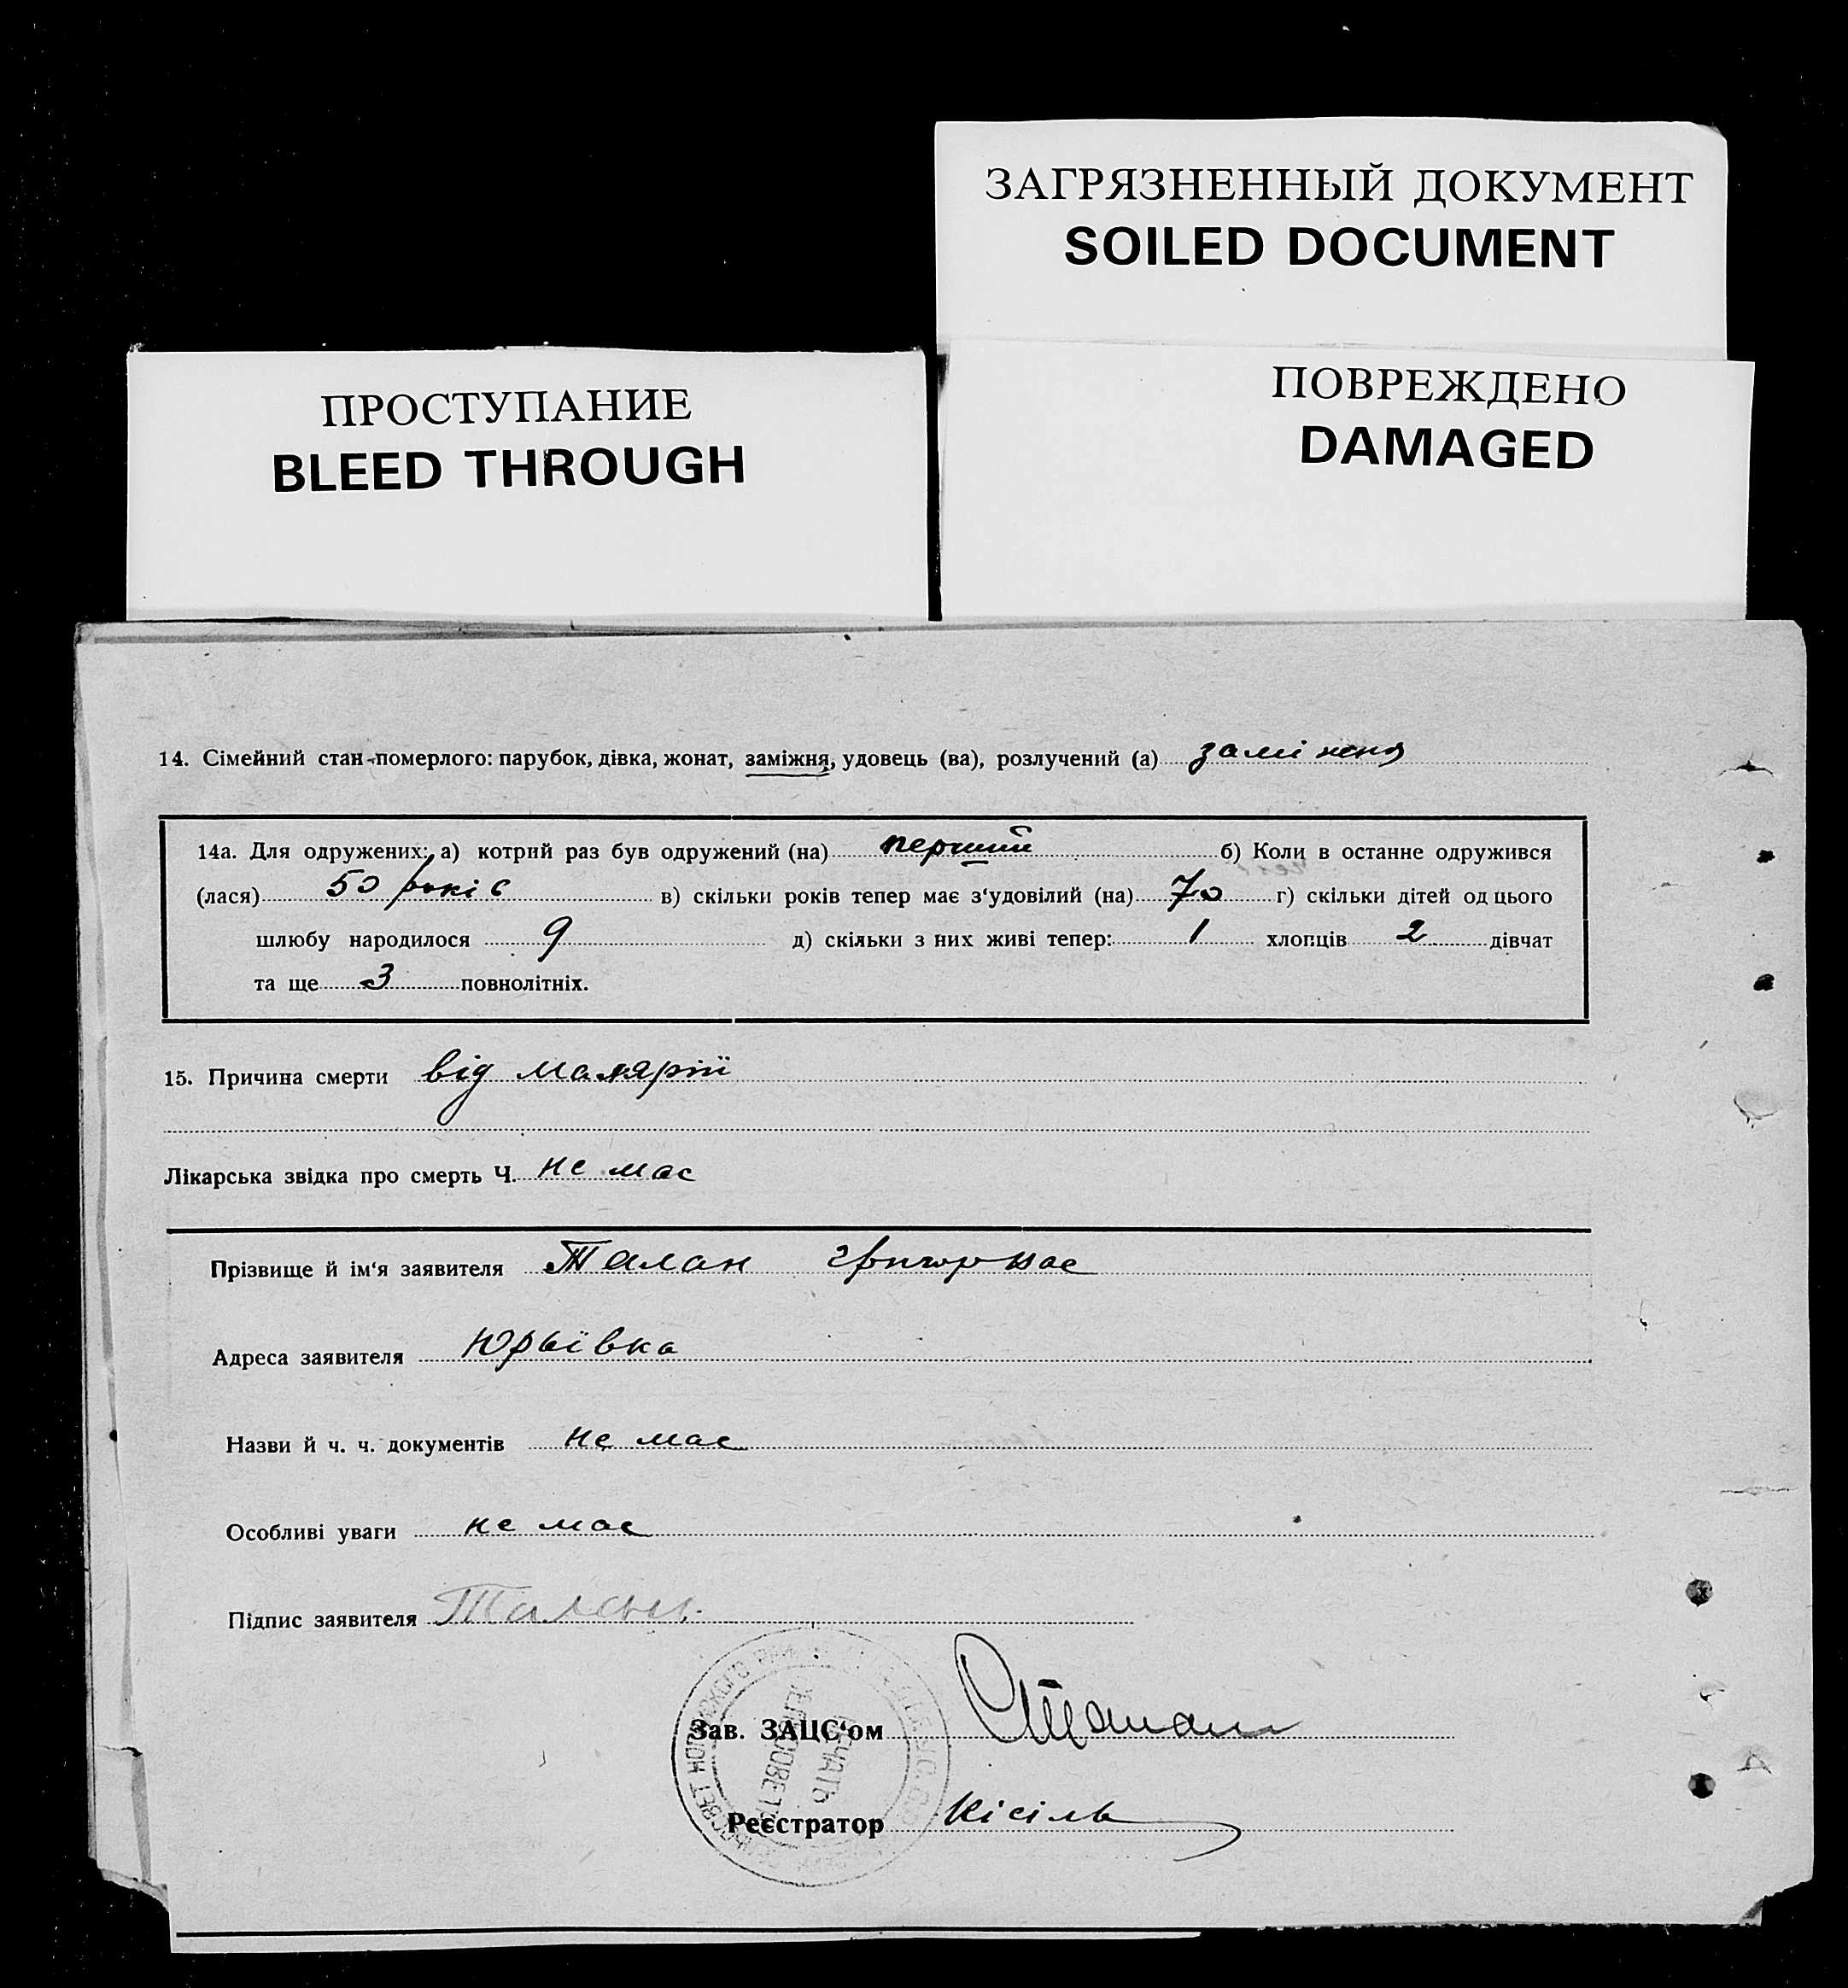 ЗАГРЯЗНЕННЫЙ ДОКУМЕНТ
SOILED DOCUMENT
ПРОСТУПАНИЕ
BLEED THROUGH
ПОВРЕЖДЕНО
DAMAGED
14. Сімейний стан померлого: парубок, дівка, жонат, заміжня, удовець (ва), розлучений (а) заміжня
14а. Для одружених: а) котрий раз був одружений (на) перший б) Коли в останне одружився
(лася) 50 років в) скільки років тепер має з‘удовілий (на) 70 г) скільки дітей од цього
шлюбу народилося 9 д) скільки з них живі тепер: 1 хлопців 2 дівчат
та ще 3 повнолітніх.
15. Причина смерти від малярії
Лікарська звідка про смерть Ч. не має
Прізвище й ім‘я заявителя Талан
Адреса заявителя Юрьївка
Назви й ч. ч. документів не має
Особливі уваги не має
Підпис заявителя Талан
Зав. ЗАЦС‘ом
Реєстратор Кісіль
ПЕЧАТЬ